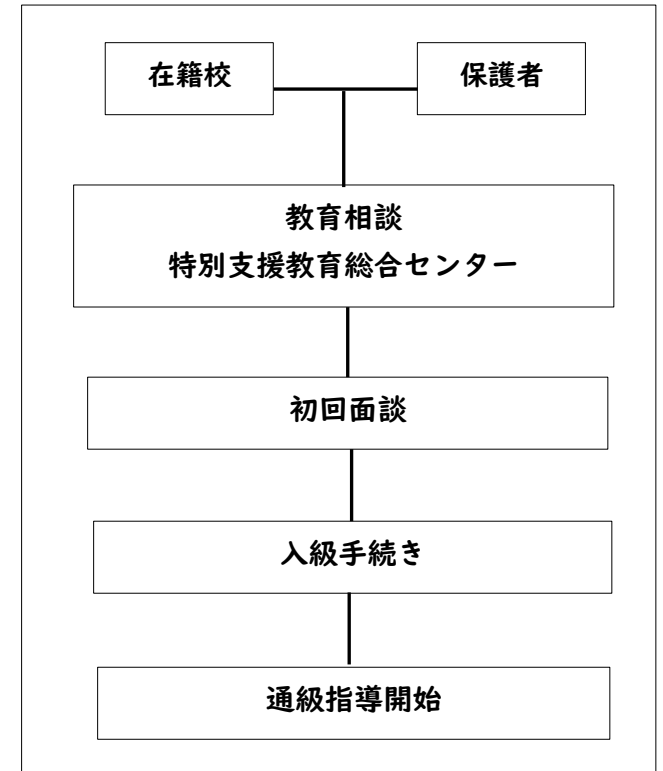 在籍校
保護者
教育相談
特別支援教育総合センター
初回面談
入級手続き
通級指導開始